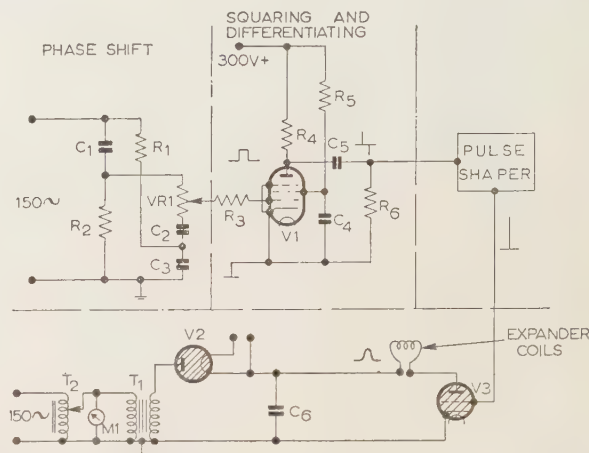 SQUARING AND
DIFFERENTIATING
PHASE SHIFT
300V+
R5
R4
C5
C1
R1
PULSE
SHAPER
150~
VR1
R3
R6
R2
C2
V1
C4
C3
V2
EXPANDER
COILS
T2
T1
V3
150~
M1
C6